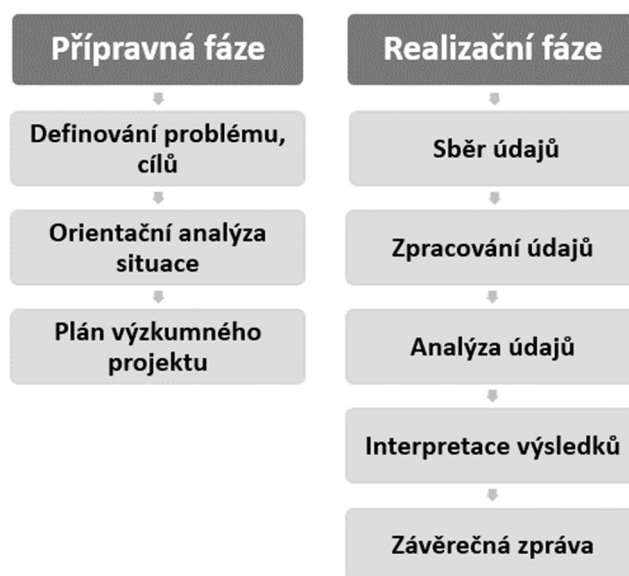 Přípravná fáze
Definování problému,
cílů
Orientační analýza
situace
Plán výzkumného
projektu
Realizační fáze
Sběr údajů
Zpracování údajů
Analýza údajů
Interpretace výsledků
Závěrečná zpráva